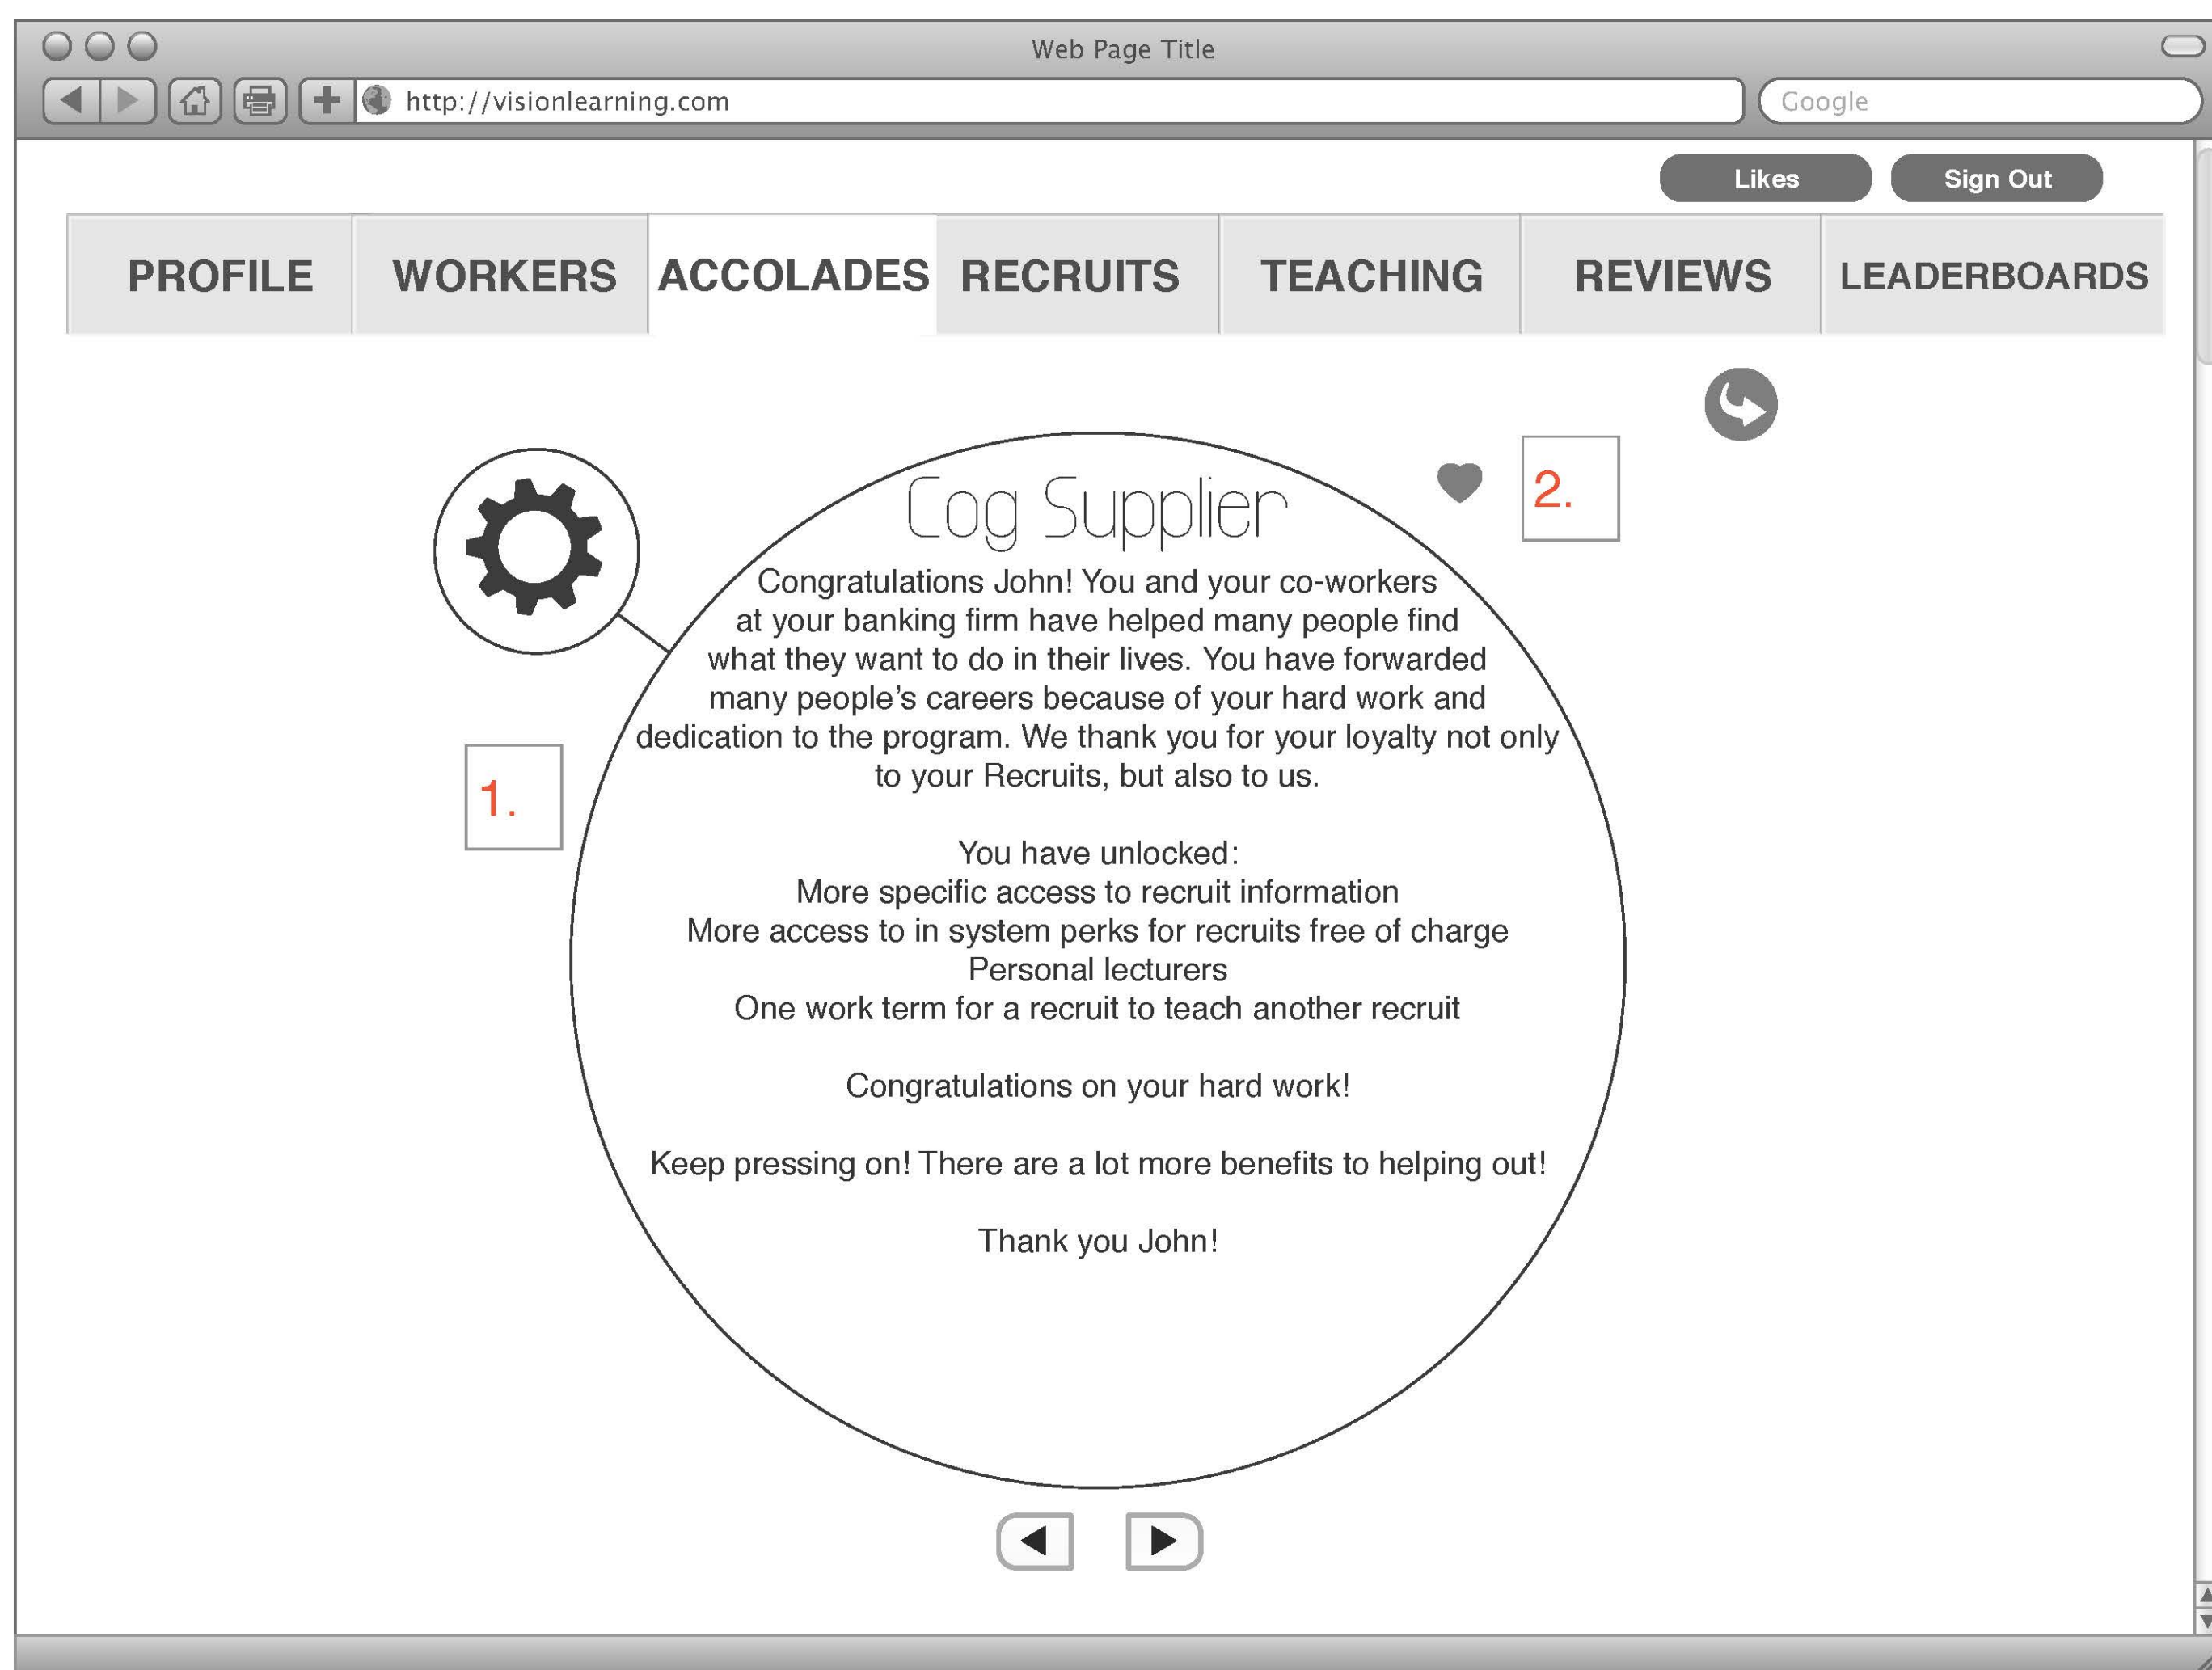 Web Page Title
http://visionlearning.com
Google
Likes
Sign Out
PROFILE
WORKERS
ACCOLADES
RECRUITS
TEACHING
REVIEWS
LEADERBOARDS
Cog Supplier
2.
Congratulations John! You and your co-workers
at your banking firm have helped many people find
what they want to do in their lives. You have forwarded
many people’s careers because of your hard work and
dedication to the program. We thank you for your loyalty not only
to your Recruits, but also to us.
1.
You have unlocked:
More specific access to recruit information
More access to in system perks for recruits free of charge
Personal lecturers
One work term for a recruit to teach another recruit
Congratulations on your hard work!
Keep pressing on! There are a lot more benefits to helping out!
Thank you John!